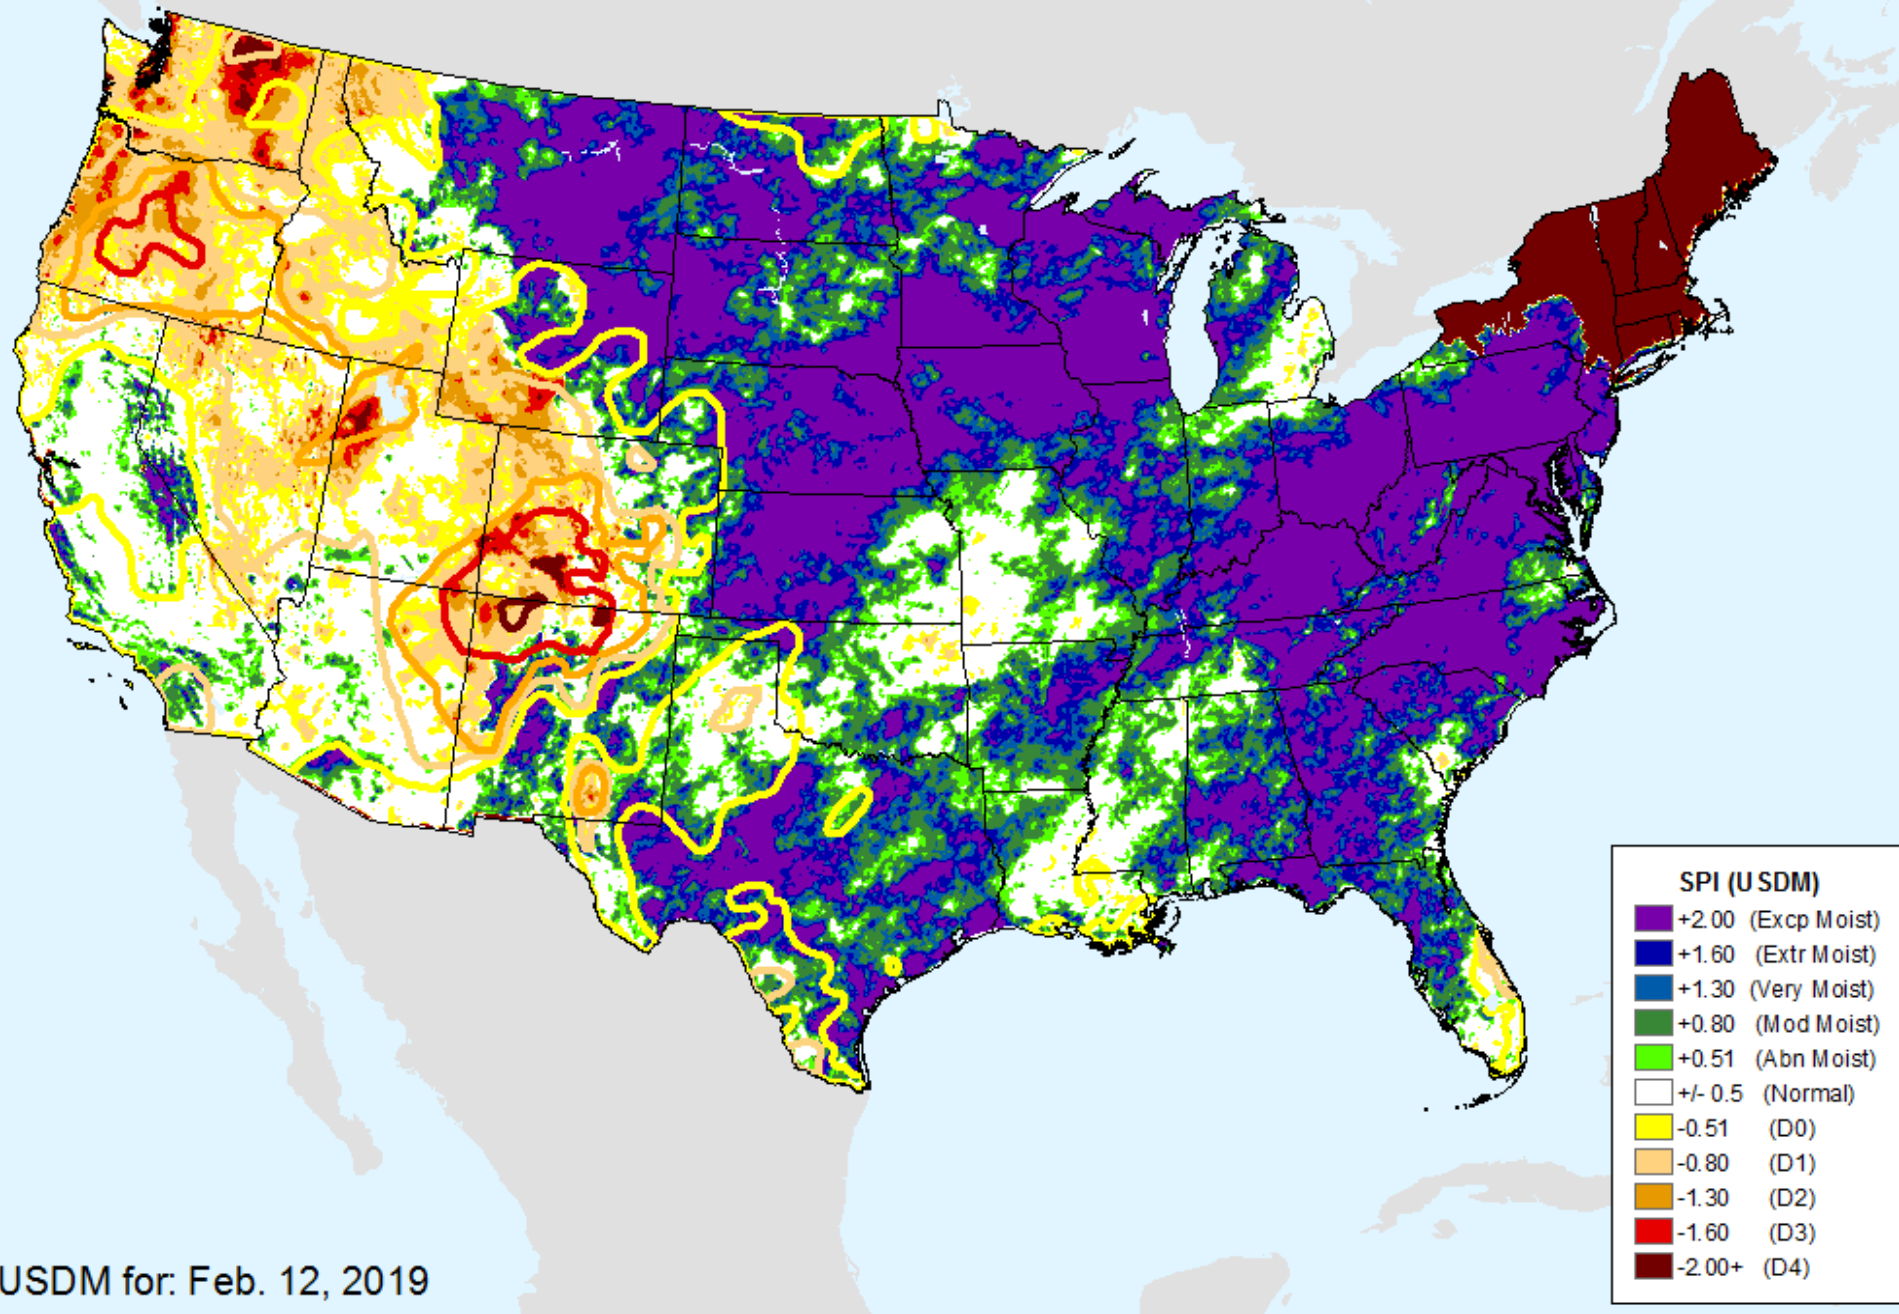 SPI (USDM)
+2.00 (Excp Moist)
+1.60 (Extr Moist)
+1.30 (Very Moist)
+0.80 (Mod Moist)
+0.51 (Abn Moist)
+/- 0.5 (Normal)
-0.51 (D0)
-0.80 (D1)
-1.30 (D2)
-1.60 (D3)
-2.00+ (D4)
USDM for: Feb. 12, 2019